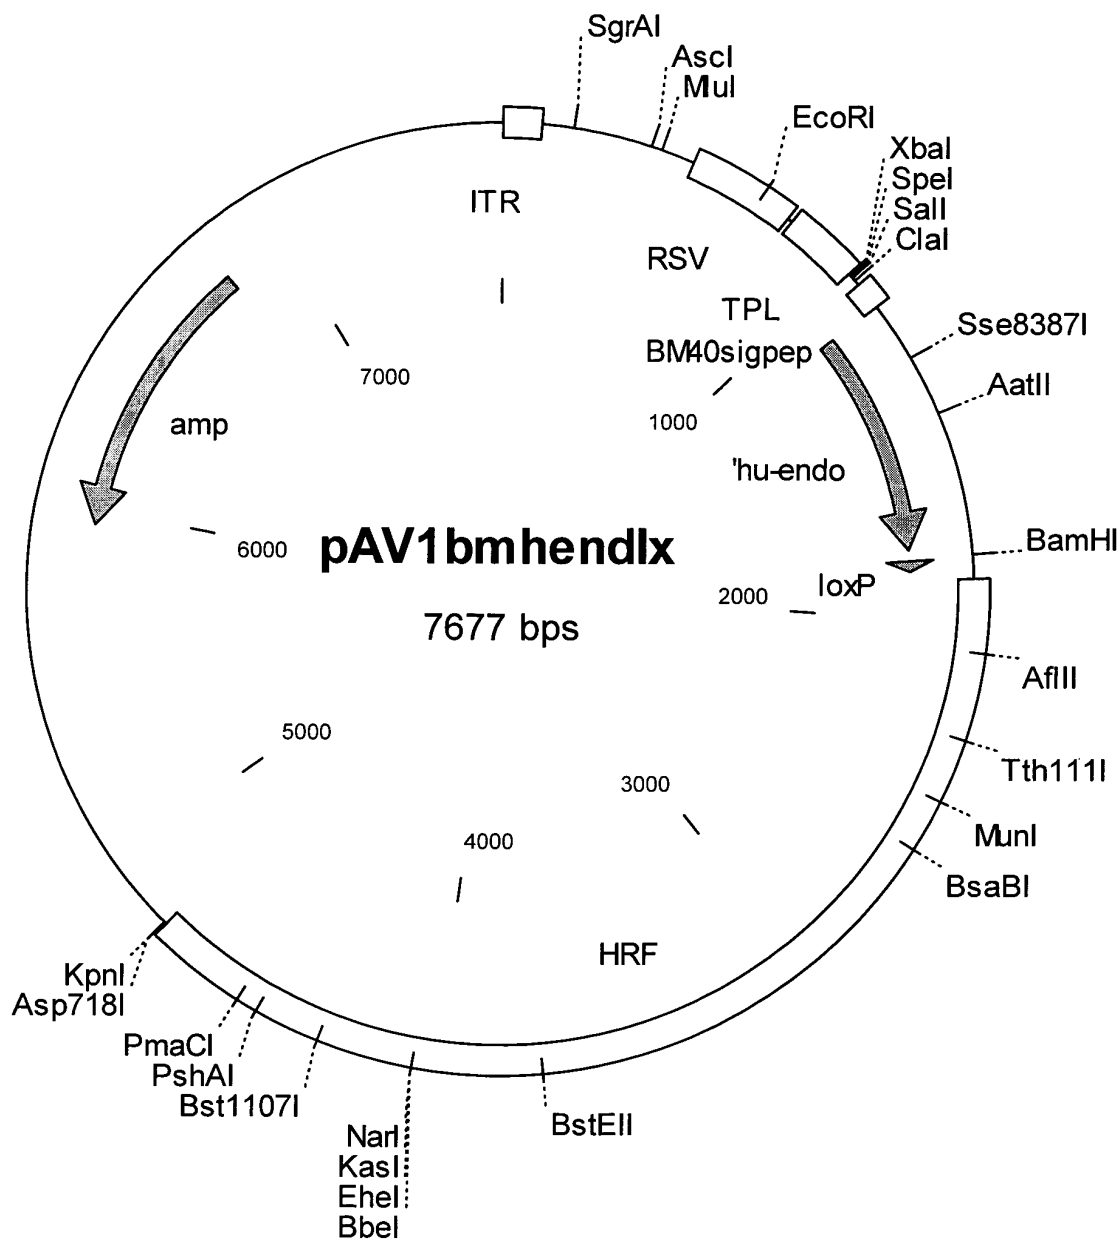 SgrAI
AscI
MluI
EcoRI
XbaI
SpeI
SalI
ClaI
ITR
RSV
TPL
BM40sigpep
Sse8387I
AatII
7000
1000
amp
'hu-endo
6000
pAV1bmhendlx
BamHI
loxP
2000
7677 bps
AflII
5000
Tth111I
3000
MunI
4000
BsaBI
HRF
KpnI
Asp718I
PmaCI
PshAI
Bst1107I
BstEII
NarI
KasI
EheI
BbeI